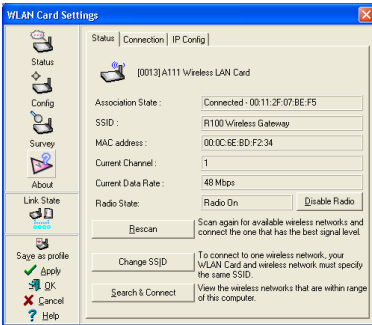 WLAN Card Settings
Status
Config
Survey
About
Link State
Save as profile
Apply
OK
Cancel
Help
Status Connection IP Config
[0013] A111 Wireless LAN Card
Association State : Connected - 00:11:2F:07:BE:F5
SSID : R100 Wireless Gateway
MAC address : 00:0C:6E:BD:F2:34
Current Channel : 1
Current Data Rate : 48 Mbps
Radio State: Radio On Disable Radio
Rescan
Scan again for available wireless networks and
connect the one that has the best signal level.
Change SSID
To connect to one wireless network, your
WLAN Card and wireless network must specify
the same SSID.
Search & Connect
View the wireless networks that are within range
of this computer.